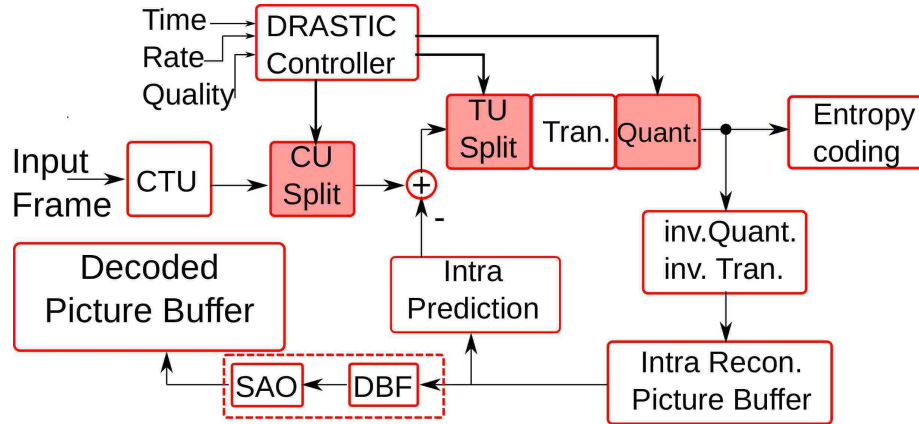 Time
Rate
Quality
DRASTIC
Controller
TU
Split
Tran.
Quant.
Entropy
coding
Input
Frame
CTU
CU
Split
+
-
inv.Quant.
inv. Tran.
Decoded
Picture Buffer
Intra
Prediction
SAO
DBF
Intra Recon.
Picture Buffer